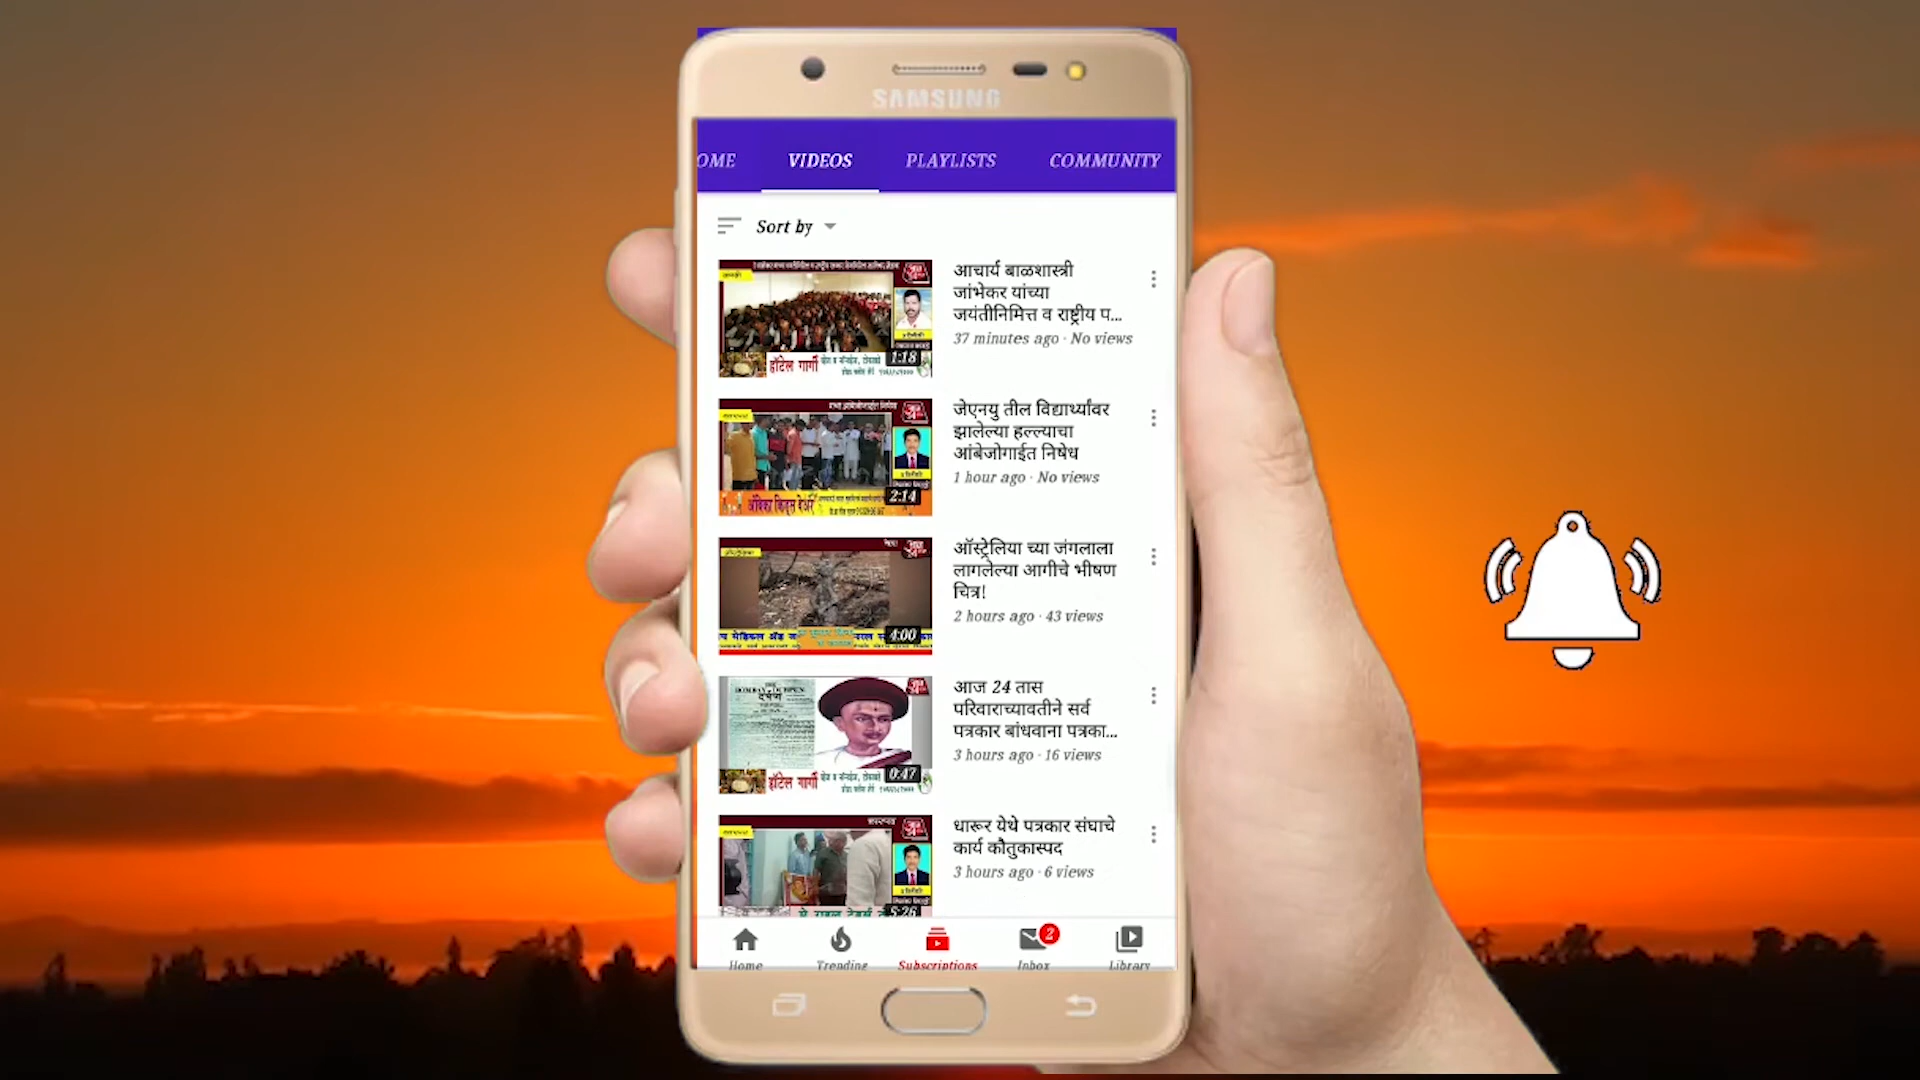 SAMSUNG
OME VIDEOS PLAYLISTS COMMUNITY
Sort by
आचार्य बाळशास्त्री
जांभेकर यांच्या
जयंतीनिमित्त व राष्ट्रीय प...
37 minutes ago · No views
हॉटेल गार्गी
1:18
जेएनयु तील विद्यार्थ्यांवर
झालेल्या हल्ल्याचा
आंबेजोगाईत निषेध
1 hour ago · No views
2:14
ऑस्ट्रेलिया च्या जंगलाला
लागलेल्या आगीचे भीषण
चित्र!
2 hours ago · 43 views
4:00
आज 24 तास
परिवाराच्यावतीने सर्व
पत्रकार बांधवाना पत्रका...
3 hours ago · 16 views
हॉटेल गार्गी
0:47
धारूर येथे पत्रकार संघाचे
कार्य कौतुकास्पद
3 hours ago · 6 views
5:26
2
Home Trending Subscriptions Inbox Library